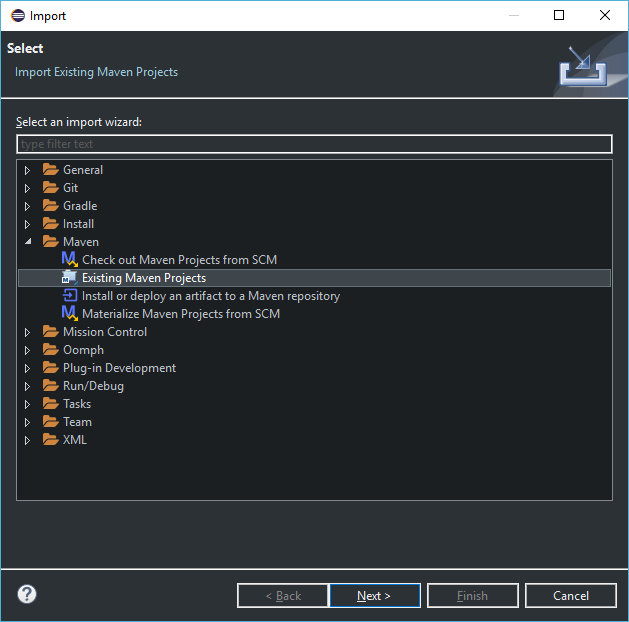 Import
Select
Import Existing Maven Projects
Select an import wizard:
type filter text
General
Git
Gradle
Install
Maven
Check out Maven Projects from SCM
Existing Maven Projects
Install or deploy an artifact to a Maven repository
Materialize Maven Projects from SCM
Mission Control
Oomph
Plug-in Development
Run/Debug
Tasks
Team
XML
< Back
Next >
Finish
Cancel